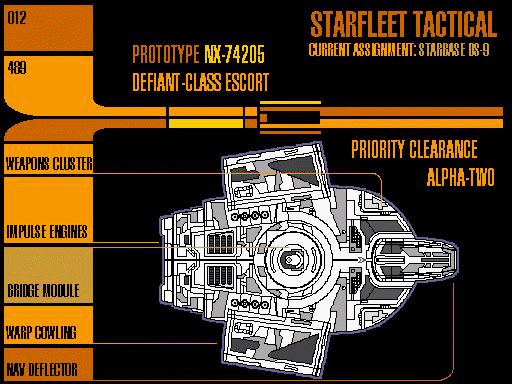 012
STARFLEET TACTICAL
CURRENT ASSIGNMENT: STARBASE DS-9
489
PROTOTYPE NX-74205
DEFIANT-CLASS ESCORT
PRIORITY CLEARANCE
ALPHA-TWO
WEAPONS CLUSTER
IMPULSE ENGINES
BRIDGE MODULE
WARP COWLING
NAV DEFLECTOR